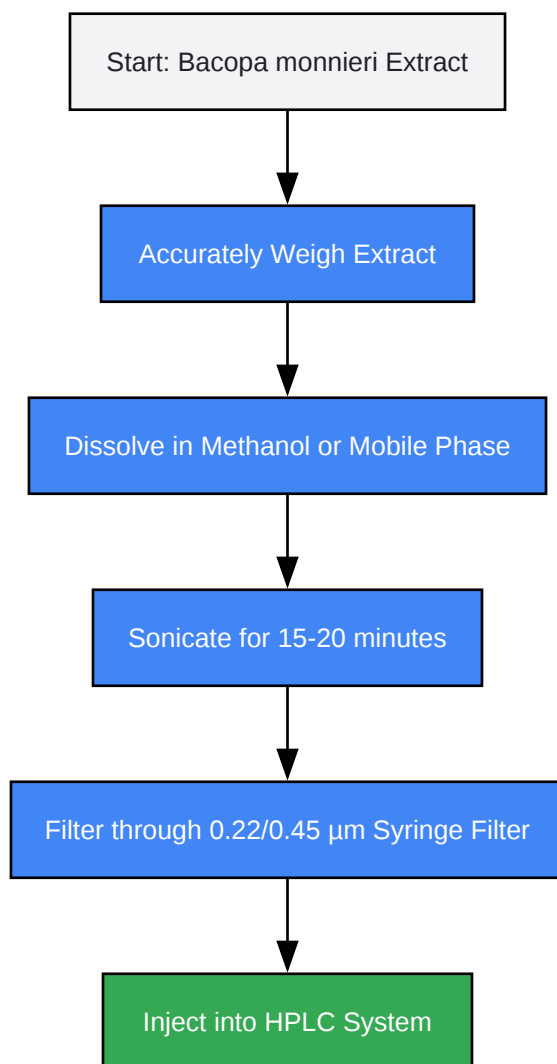 Start: Bacopa monnieri Extract
Accurately Weigh Extract
Dissolve in Methanol or Mobile Phase
Sonicate for 15-20 minutes
Filter through 0.22/0.45 µm Syringe Filter
Inject into HPLC System